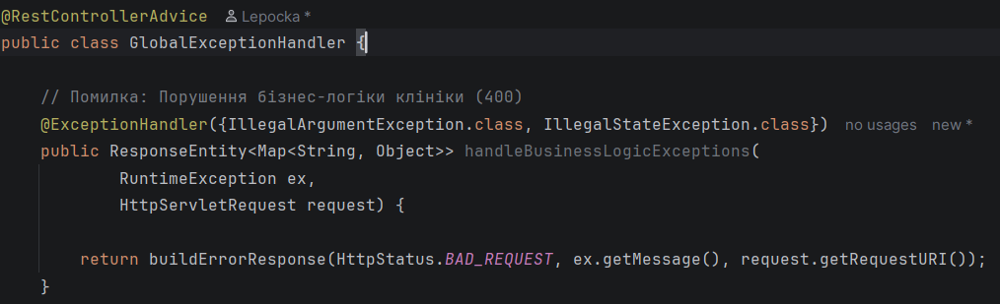 @RestControllerAdvice Lepocka *
public class GlobalExceptionHandler {
// Помилка: Порушення бізнес-логіки клініки (400)
@ExceptionHandler({IllegalArgumentException.class, IllegalStateException.class}) no usages new *
public ResponseEntity<Map<String, Object>> handleBusinessLogicExceptions(
RuntimeException ex,
HttpServletRequest request) {
return buildErrorResponse(HttpStatus.BAD_REQUEST, ex.getMessage(), request.getRequestURI());
}